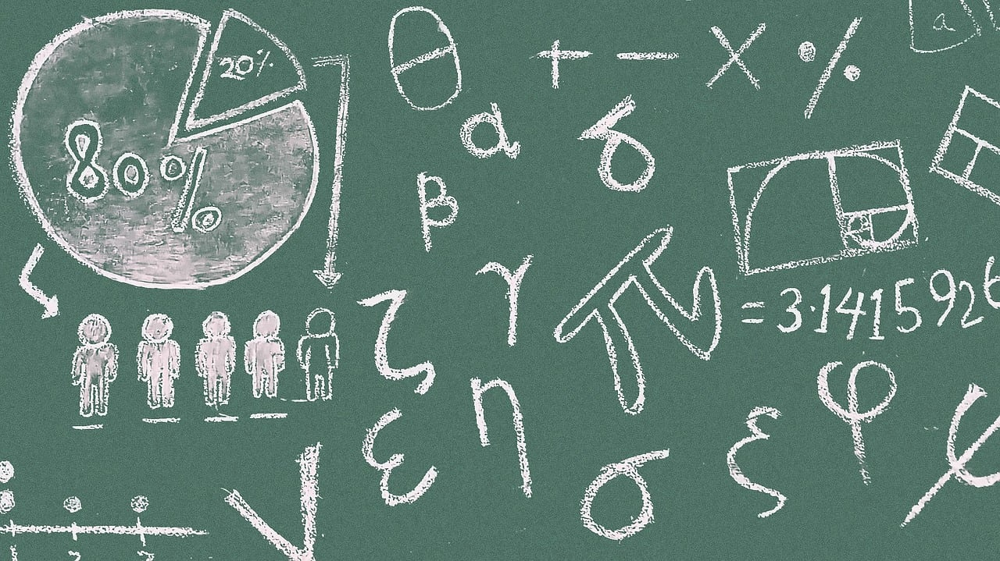 20%
80%
θ + − × %
α δ
β
γ
π = 3.1415926
ζ
η
φ
ε
ξ
σ
ψ
a